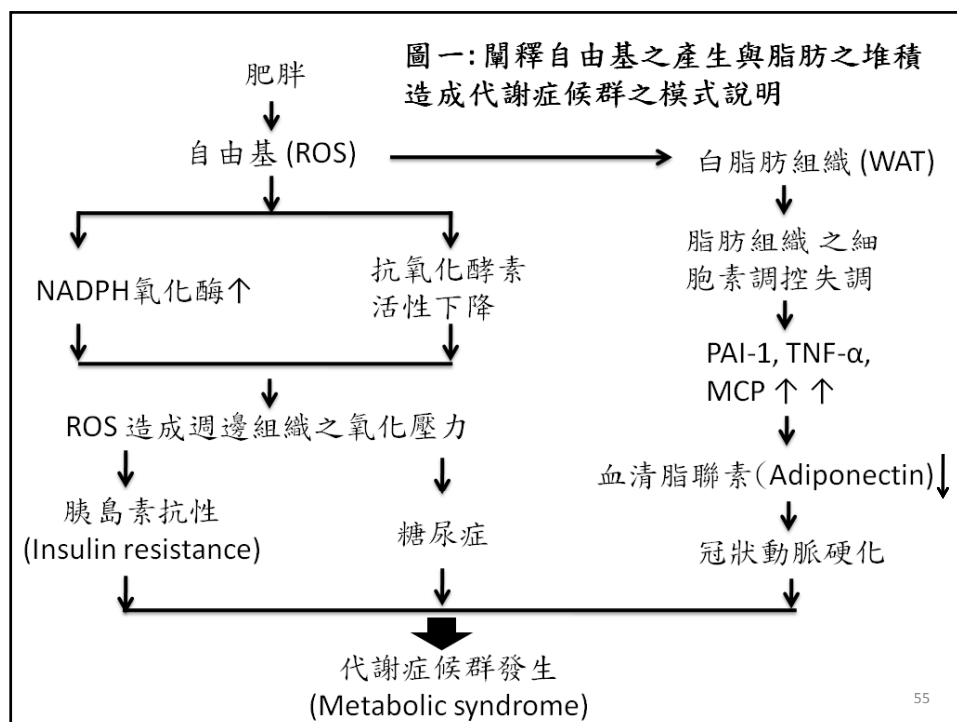 圖一:闡釋自由基之產生與脂肪之堆積
造成代謝症候群之模式說明
肥胖
自由基 (ROS)
白脂肪組織 (WAT)
NADPH氧化酶↑
抗氧化酵素
活性下降
脂肪組織 之細
胞素調控失調
PAI-1, TNF-α,
MCP ↑ ↑
ROS 造成週邊組織之氧化壓力
血清脂聯素(Adiponectin)↓
胰島素抗性
(Insulin resistance)
糖尿症
冠狀動脈硬化
代謝症候群發生
(Metabolic syndrome)
55